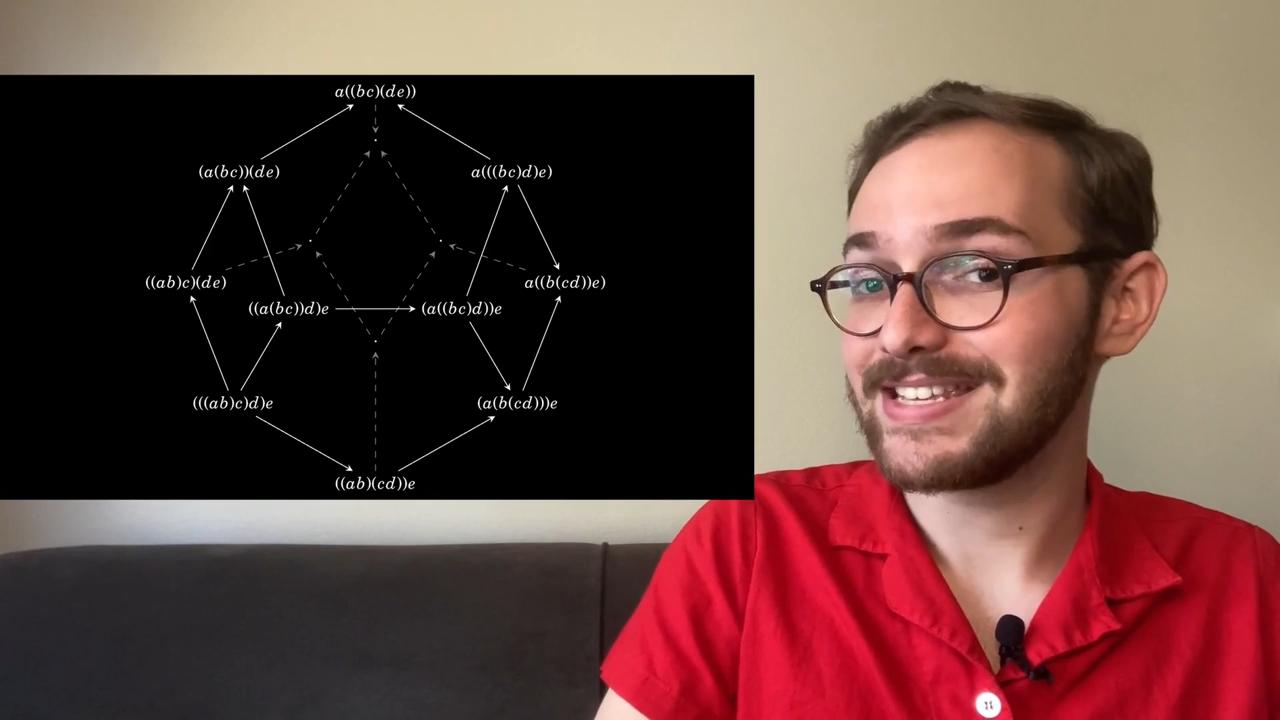 a((bc)(de))
(a(bc))(de)
a(((bc)d)e)
((ab)c)(de)
a((b(cd))e)
((a(bc))d)e
(a((bc)d))e
(((ab)c)d)e
(a(b(cd)))e
((ab)(cd))e